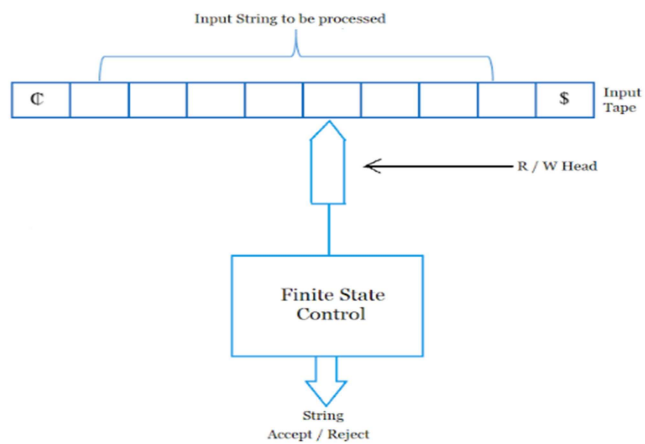 Input String to be processed
₵ $
Input
Tape
R / W Head
Finite State
Control
String
Accept / Reject